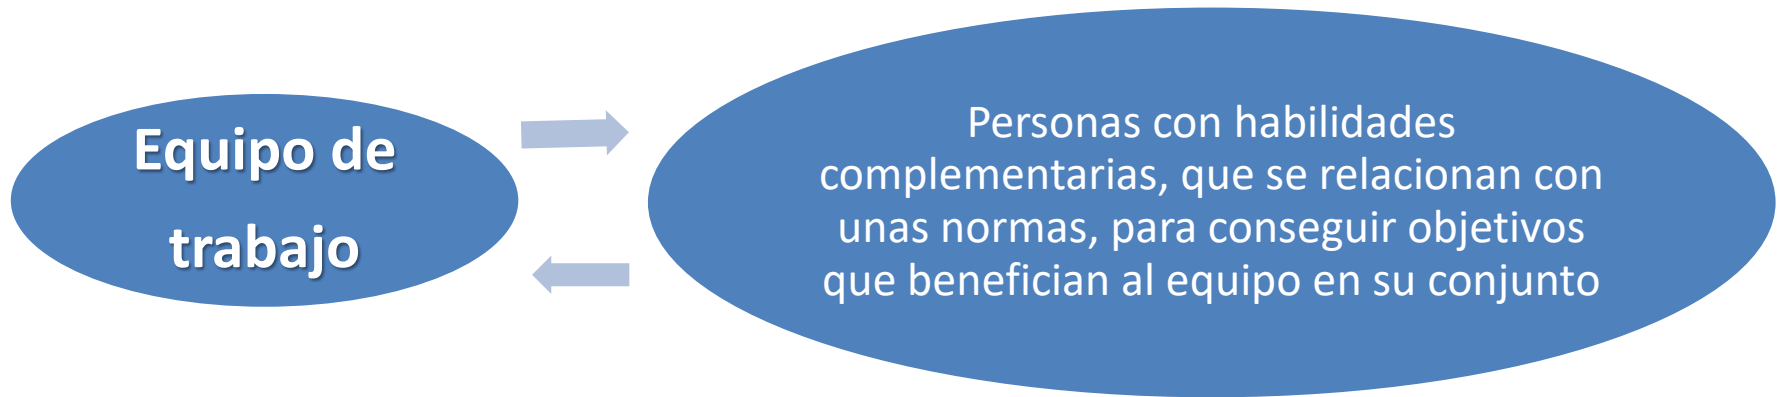 Equipo de
trabajo
Personas con habilidades
complementarias, que se relacionan con
unas normas, para conseguir objetivos
que benefician al equipo en su conjunto